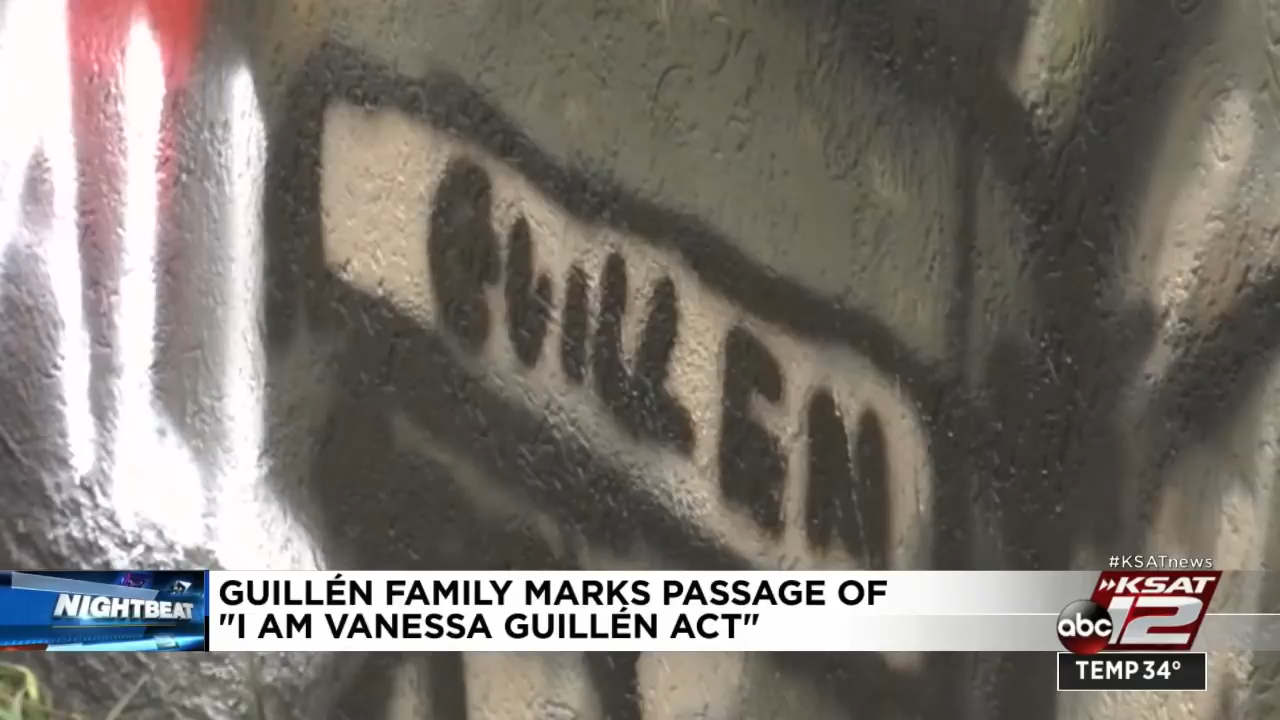 GUILLEN
#KSATnews
NIGHTBEAT
GUILLÉN FAMILY MARKS PASSAGE OF
"I AM VANESSA GUILLÉN ACT"
KSAT
abc 12
TEMP 34°